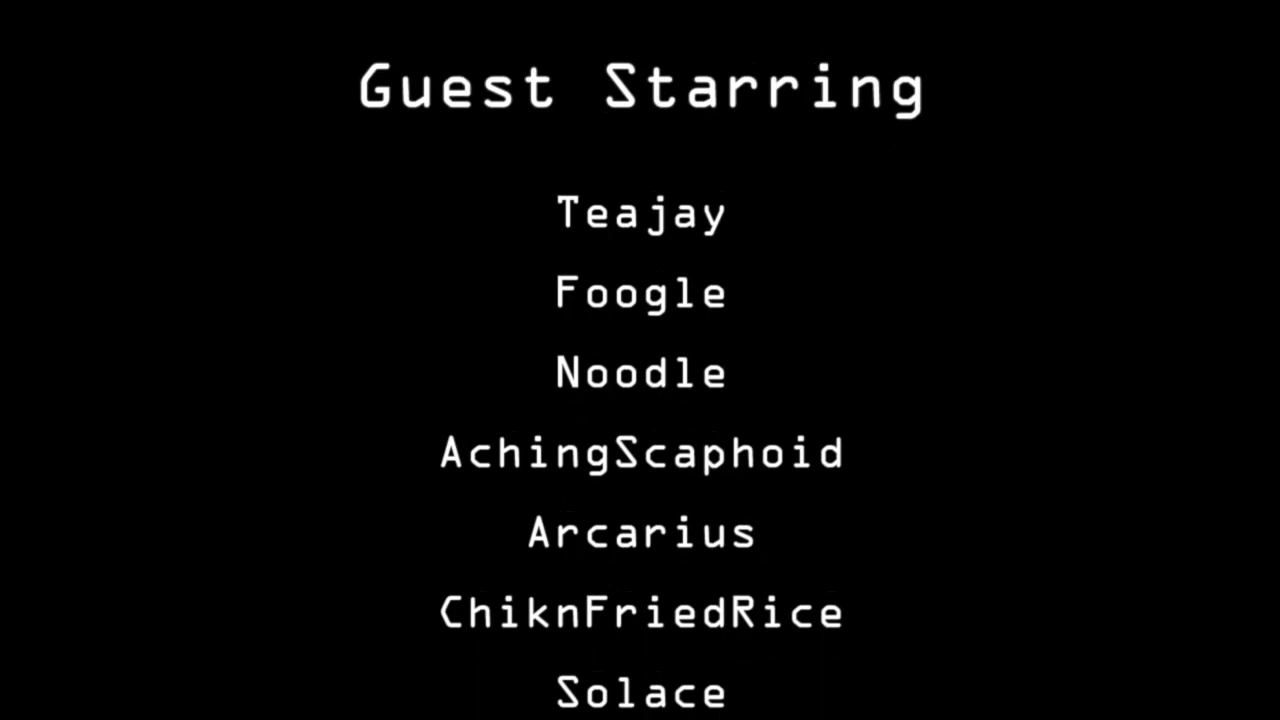 Guest Starring
Teajay
Foogle
Noodle
AchingScaphoid
Arcarius
ChiknFriedRice
Solace